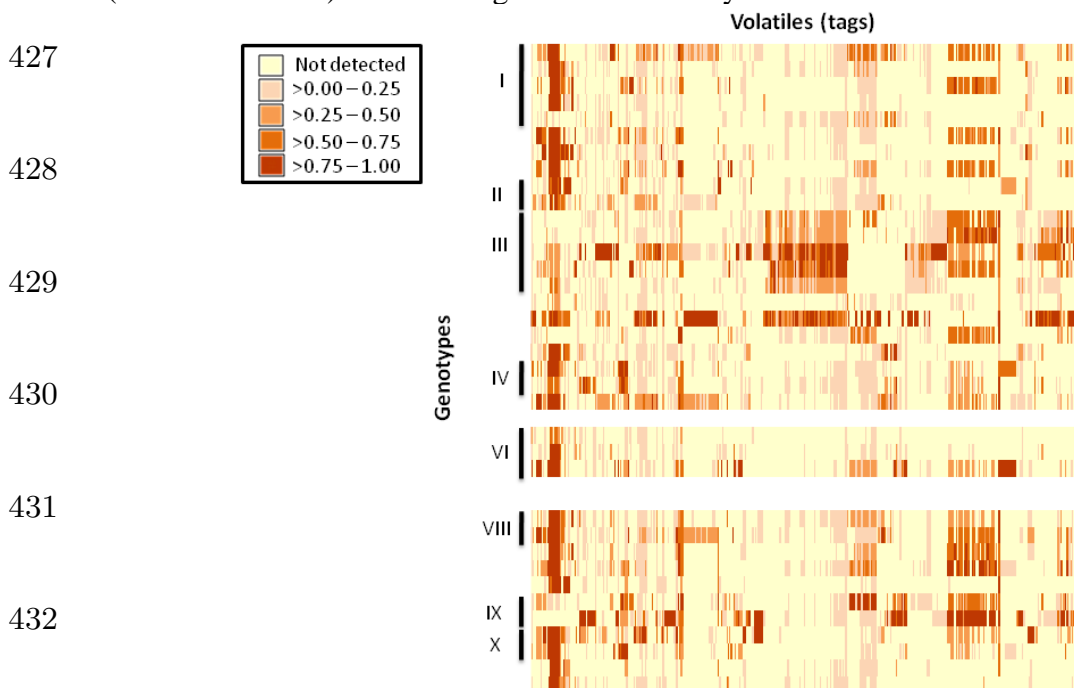 Volatiles (tags)
427
Not detected
>0.00–0.25
>0.25–0.50
>0.50–0.75
>0.75–1.00
I
428
II
III
429
Genotypes
IV
430
VI
431
VIII
IX
432
X